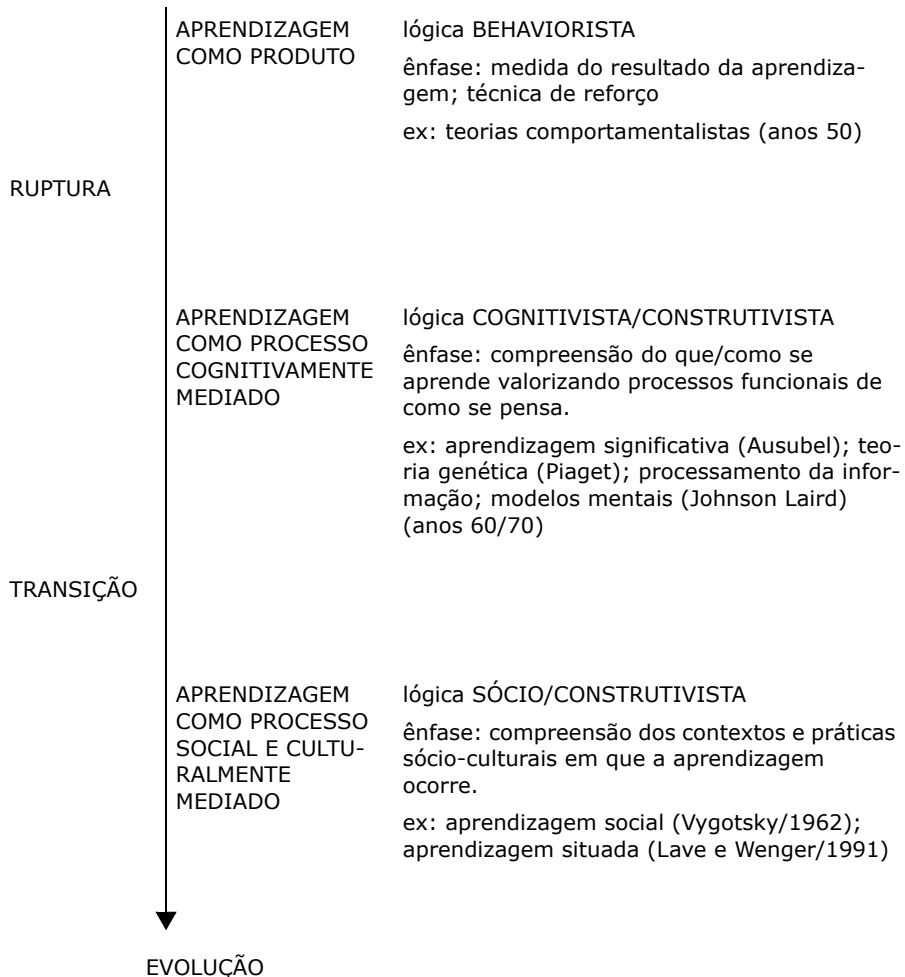 APRENDIZAGEM
COMO PRODUTO
lógica BEHAVIORISTA
ênfase: medida do resultado da aprendiza-
gem; técnica de reforço
ex: teorias comportamentalistas (anos 50)
RUPTURA
APRENDIZAGEM
COMO PROCESSO
COGNITIVAMENTE
MEDIADO
lógica COGNITIVISTA/CONSTRUTIVISTA
ênfase: compreensão do que/como se
aprende valorizando processos funcionais de
como se pensa.
ex: aprendizagem significativa (Ausubel); teo-
ria genética (Piaget); processamento da infor-
mação; modelos mentais (Johnson Laird)
(anos 60/70)
TRANSIÇÃO
APRENDIZAGEM
COMO PROCESSO
SOCIAL E CULTU-
RALMENTE
MEDIADO
lógica SÓCIO/CONSTRUTIVISTA
ênfase: compreensão dos contextos e práticas
sócio-culturais em que a aprendizagem
ocorre.
ex: aprendizagem social (Vygotsky/1962);
aprendizagem situada (Lave e Wenger/1991)
EVOLUÇÃO